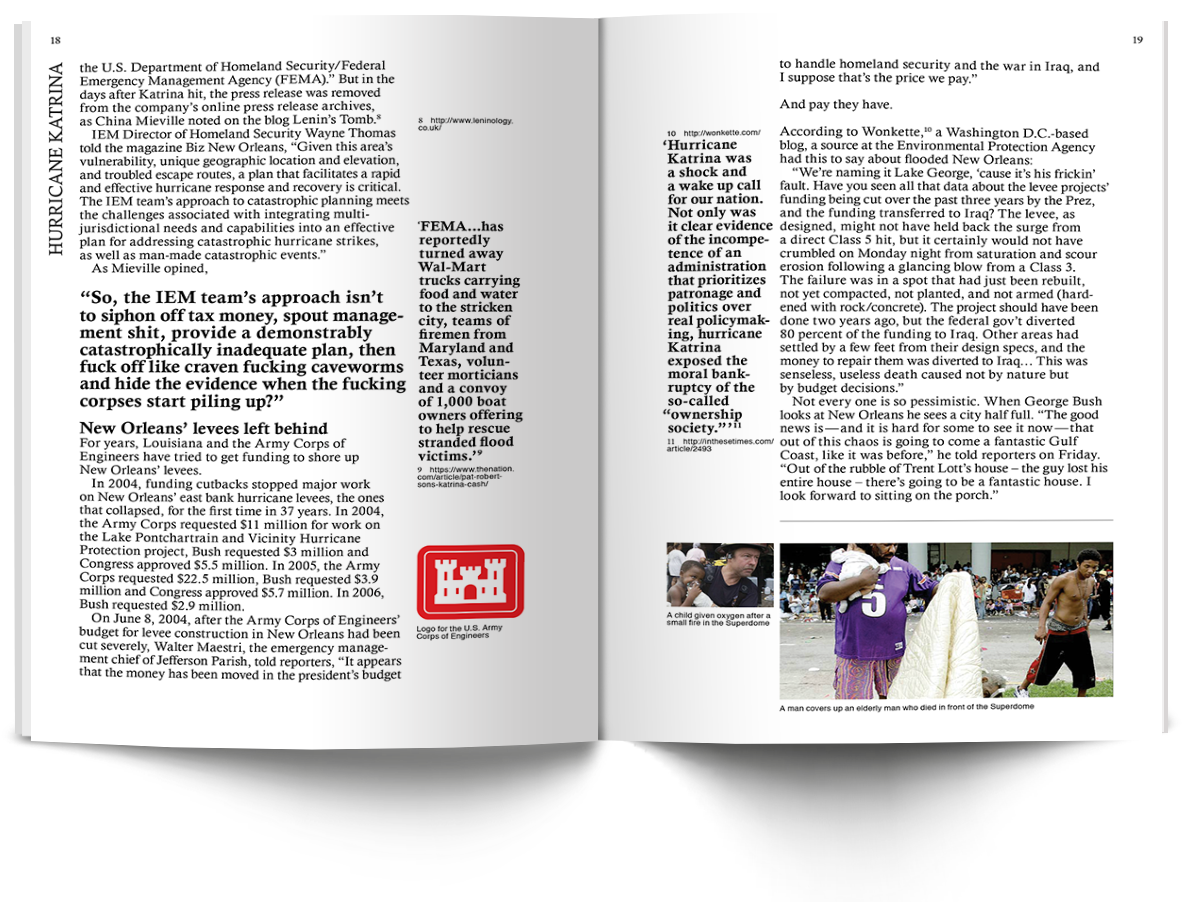 18
HURRICANE KATRINA
the U.S. Department of Homeland Security/Federal
Emergency Management Agency (FEMA).” But in the
days after Katrina hit, the press release was removed
from the company’s online press release archives,
as China Mieville noted on the blog Lenin’s Tomb.⁸
IEM Director of Homeland Security Wayne Thomas
told the magazine Biz New Orleans, “Given this area’s
vulnerability, unique geographic location and elevation,
and troubled escape routes, a plan that facilitates a rapid
and effective hurricane response and recovery is critical.
The IEM team’s approach to catastrophic planning meets
the challenges associated with integrating multi-
jurisdictional needs and capabilities into an effective
plan for addressing catastrophic hurricane strikes,
as well as man-made catastrophic events.”
As Mieville opined,
“So, the IEM team’s approach isn’t
to siphon off tax money, spout manage-
ment shit, provide a demonstrably
catastrophically inadequate plan, then
fuck off like craven fucking caveworms
and hide the evidence when the fucking
corpses start piling up?”
New Orleans’ levees left behind
For years, Louisiana and the Army Corps of
Engineers have tried to get funding to shore up
New Orleans’ levees.
In 2004, funding cutbacks stopped major work
on New Orleans’ east bank hurricane levees, the ones
that collapsed, for the first time in 37 years. In 2004,
the Army Corps requested $11 million for work on
the Lake Pontchartrain and Vicinity Hurricane
Protection project, Bush requested $3 million and
Congress approved $5.5 million. In 2005, the Army
Corps requested $22.5 million, Bush requested $3.9
million and Congress approved $5.7 million. In 2006,
Bush requested $2.9 million.
On June 8, 2004, after the Army Corps of Engineers’
budget for levee construction in New Orleans had been
cut severely, Walter Maestri, the emergency manage-
ment chief of Jefferson Parish, told reporters, “It appears
that the money has been moved in the president’s budget
8 http://www.leninology.
co.uk/
‘FEMA...has
reportedly
turned away
Wal-Mart
trucks carrying
food and water
to the stricken
city, teams of
firemen from
Maryland and
Texas, volun-
teer morticians
and a convoy
of 1,000 boat
owners offering
to help rescue
stranded flood
victims.’⁹
9 https://www.thenation.
com/article/pat-robert-
sons-katrina-cash/
Logo for the U.S. Army
Corps of Engineers
19
10 http://wonkette.com/
‘Hurricane
Katrina was
a shock and
a wake up call
for our nation.
Not only was
it clear evidence
of the incompe-
tence of an
administration
that prioritizes
patronage and
politics over
real policymak-
ing, hurricane
Katrina
exposed the
moral bank-
ruptcy of the
so-called
“ownership
society.”’¹¹
11 http://inthesetimes.com/
article/2493
A child given oxygen after a
small fire in the Superdome
to handle homeland security and the war in Iraq, and
I suppose that’s the price we pay.”
And pay they have.
According to Wonkette,¹⁰ a Washington D.C.-based
blog, a source at the Environmental Protection Agency
had this to say about flooded New Orleans:
“We’re naming it Lake George, ‘cause it’s his frickin’
fault. Have you seen all that data about the levee projects’
funding being cut over the past three years by the Prez,
and the funding transferred to Iraq? The levee, as
designed, might not have held back the surge from
a direct Class 5 hit, but it certainly would not have
crumbled on Monday night from saturation and scour
erosion following a glancing blow from a Class 3.
The failure was in a spot that had just been rebuilt,
not yet compacted, not planted, and not armed (hard-
ened with rock/concrete). The project should have been
done two years ago, but the federal gov’t diverted
80 percent of the funding to Iraq. Other areas had
settled by a few feet from their design specs, and the
money to repair them was diverted to Iraq... This was
senseless, useless death caused not by nature but
by budget decisions.”
Not every one is so pessimistic. When George Bush
looks at New Orleans he sees a city half full. “The good
news is—and it is hard for some to see it now—that
out of this chaos is going to come a fantastic Gulf
Coast, like it was before,” he told reporters on Friday.
“Out of the rubble of Trent Lott’s house – the guy lost his
entire house – there’s going to be a fantastic house. I
look forward to sitting on the porch.”
5
A man covers up an elderly man who died in front of the Superdome